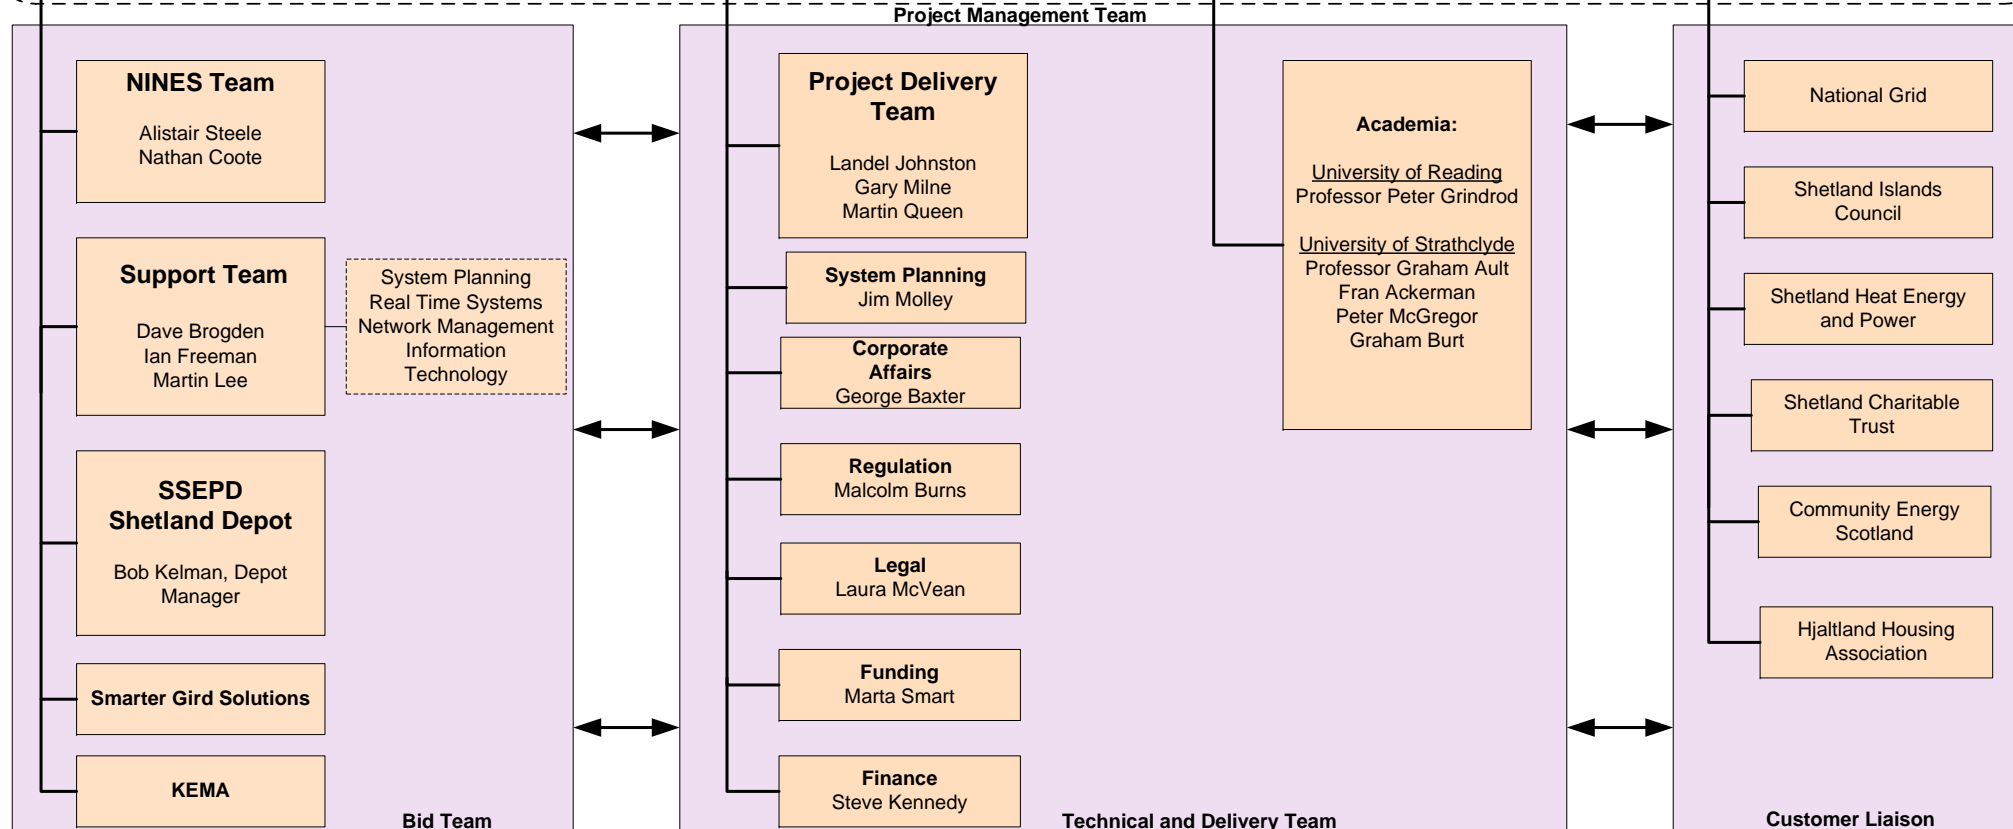 Project Management Team
NINES Team
Alistair Steele
Nathan Coote
Support Team
Dave Brogden
Ian Freeman
Martin Lee
System Planning
Real Time Systems
Network Management
Information
Technology
SSEPD
Shetland Depot
Bob Kelman, Depot
Manager
Smarter Gird Solutions
KEMA
Bid Team
Project Delivery
Team
Landel Johnston
Gary Milne
Martin Queen
System Planning
Jim Molley
Corporate
Affairs
George Baxter
Regulation
Malcolm Burns
Legal
Laura McVean
Funding
Marta Smart
Finance
Steve Kennedy
Academia:
University of Reading
Professor Peter Grindrod
University of Strathclyde
Professor Graham Ault
Fran Ackerman
Peter McGregor
Graham Burt
Technical and Delivery Team
National Grid
Shetland Islands
Council
Shetland Heat Energy
and Power
Shetland Charitable
Trust
Community Energy
Scotland
Hjaltland Housing
Association
Customer Liaison